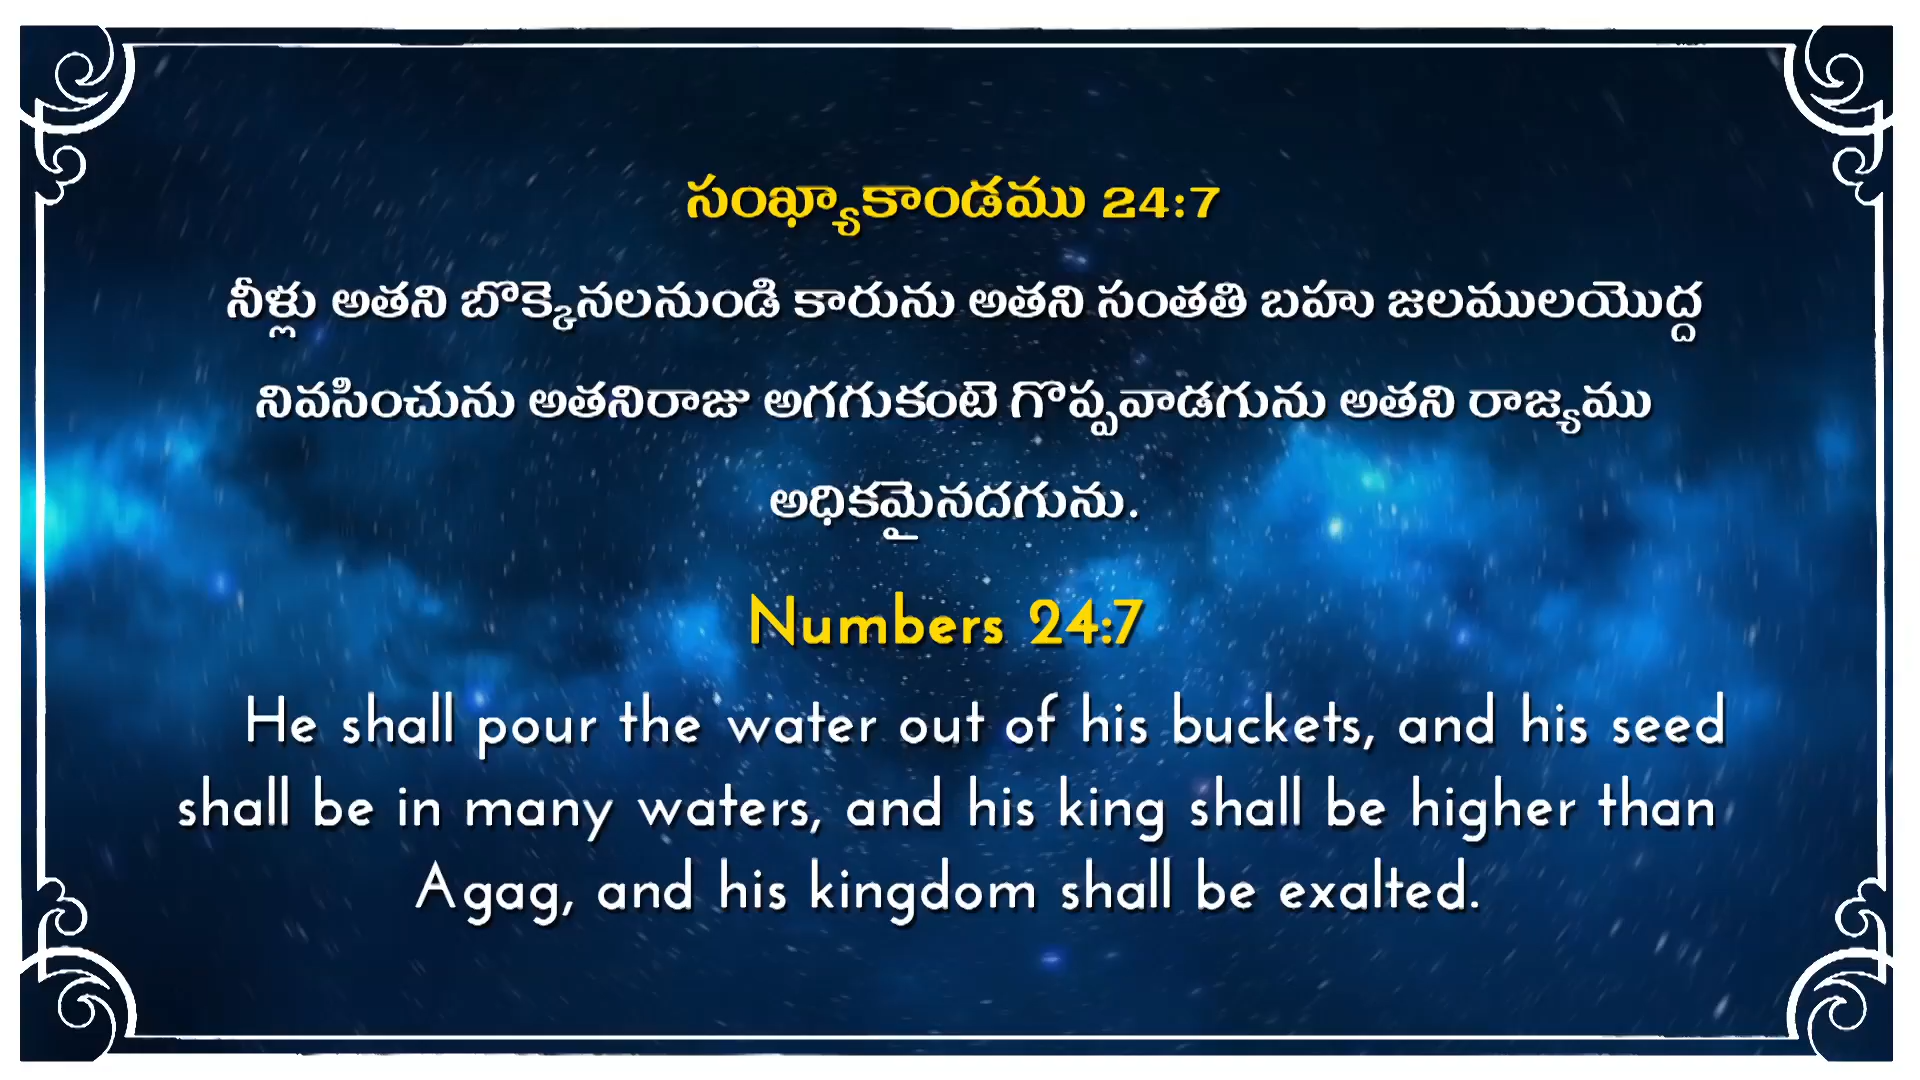 సంఖ్యాకాండము 24:7
నీళ్లు అతని బొక్కెనలనుండి కారును అతని సంతతి బహు జలములయొద్ద
నివసించును అతనిరాజు అగగుకంటె గొప్పవాడగును అతని రాజ్యము
అధికమైనదగును.
Numbers 24:7
He shall pour the water out of his buckets, and his seed
shall be in many waters, and his king shall be higher than
Agag, and his kingdom shall be exalted.